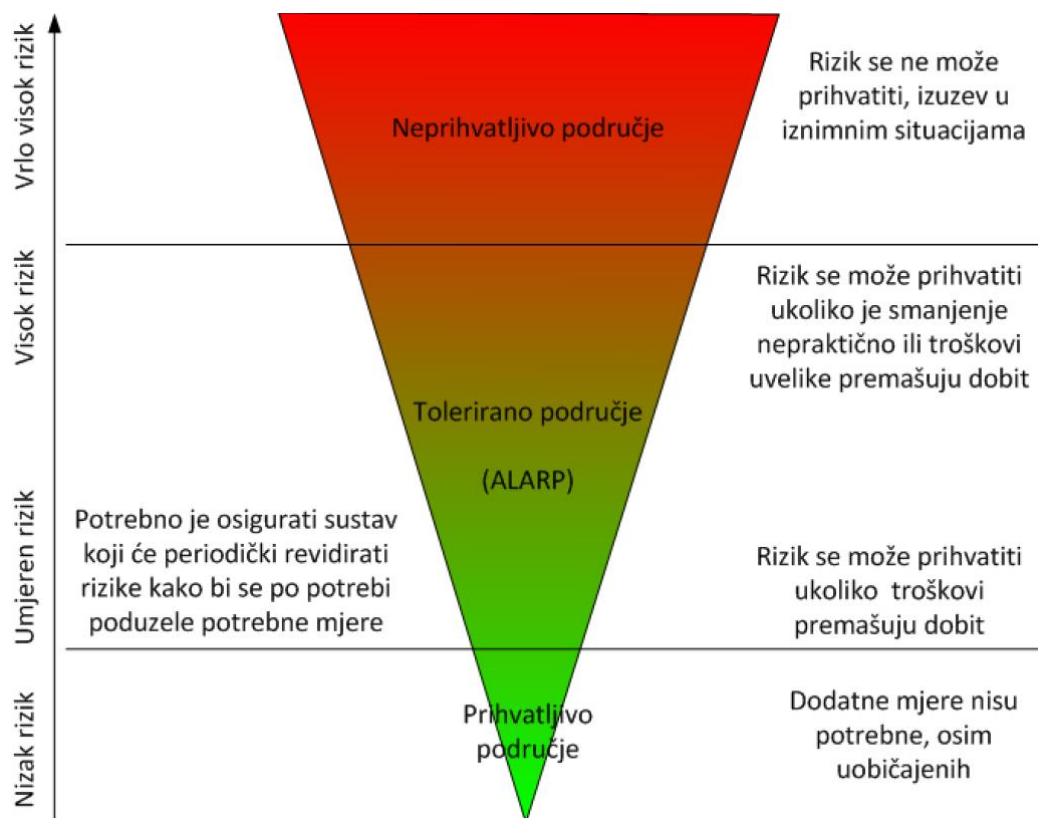 Vrlo visok rizik
Neprihvatljivo područje
Rizik se ne može
prihvatiti, izuzev u
iznimnim situacijama
Visok rizik
Rizik se može prihvatiti
ukoliko je smanjenje
nepraktično ili troškovi
uvelike premašuju dobit
Tolerirano područje
(ALARP)
Umjeren rizik
Potrebno je osigurati sustav
koji će periodički revidirati
rizike kako bi se po potrebi
poduzele potrebne mjere
Rizik se može prihvatiti
ukoliko troškovi
premašuju dobit
Nizak rizik
Prihvatljivo
područje
Dodatne mjere nisu
potrebne, osim
uobičajenih